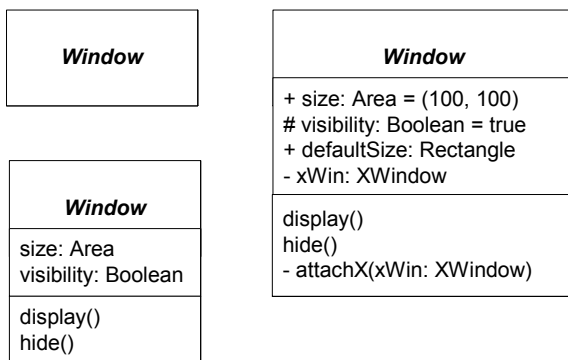 Window
Window
size: Area
visibility: Boolean
display()
hide()
Window
+ size: Area = (100, 100)
# visibility: Boolean = true
+ defaultSize: Rectangle
- xWin: XWindow
display()
hide()
- attachX(xWin: XWindow)